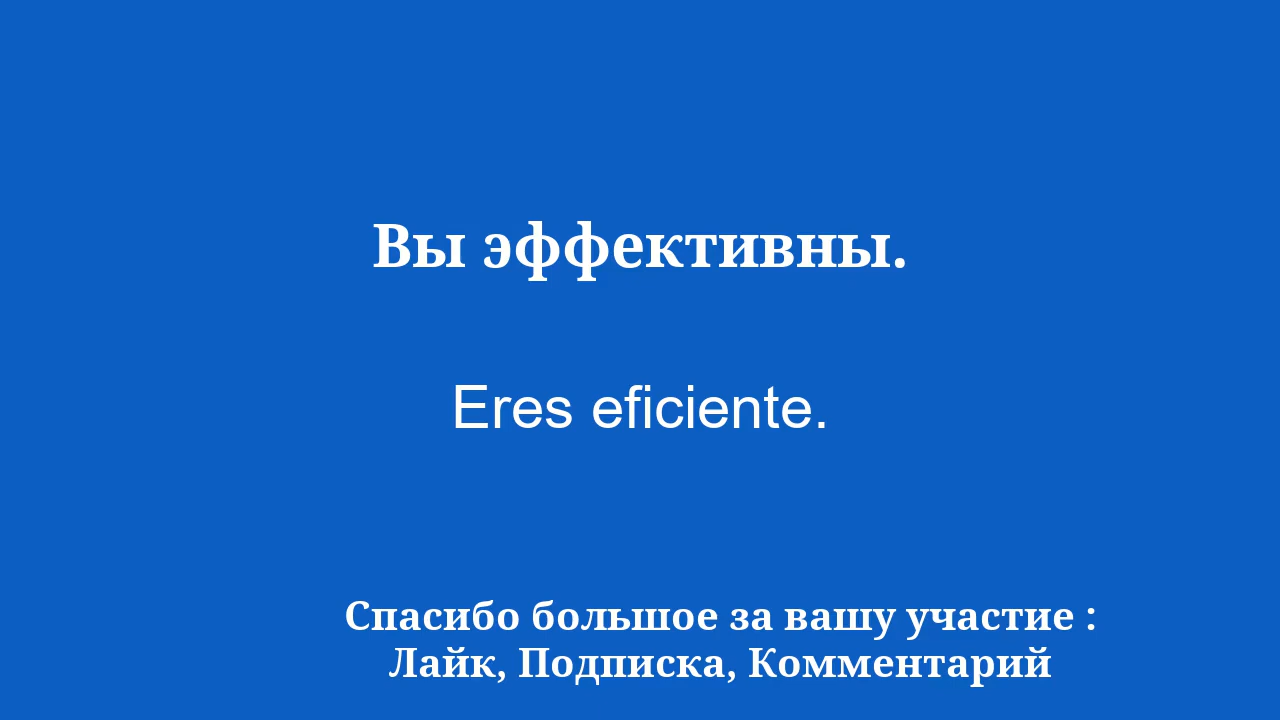 Вы эффективны.
Eres eficiente.
Спасибо большое за вашу участие :
Лайк, Подписка, Комментарий